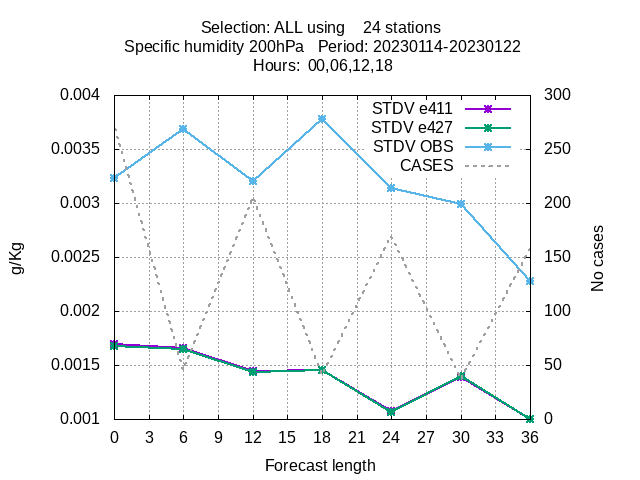 Selection: ALL using    24 stations
Specific humidity 200hPa   Period: 20230114-20230122
Hours:  00,06,12,18
0.004
0.0035
0.003
0.0025
0.002
0.0015
0.001
g/Kg
STDV e411
STDV e427
STDV OBS
CASES
300
250
200
150
100
50
0
No cases
0 3 6 9 12 15 18 21 24 27 30 33 36
Forecast length